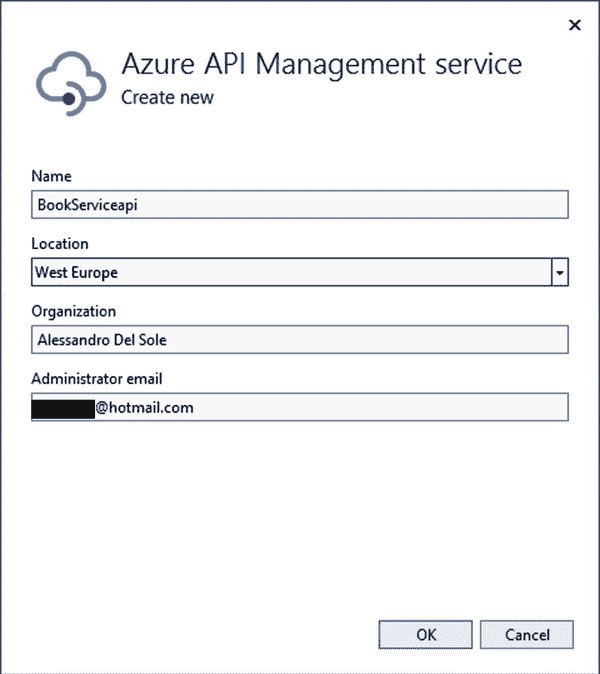 Azure API Management service
Create new
Name
BookServiceapi
Location
West Europe
Organization
Alessandro Del Sole
Administrator email
@hotmail.com
OK Cancel